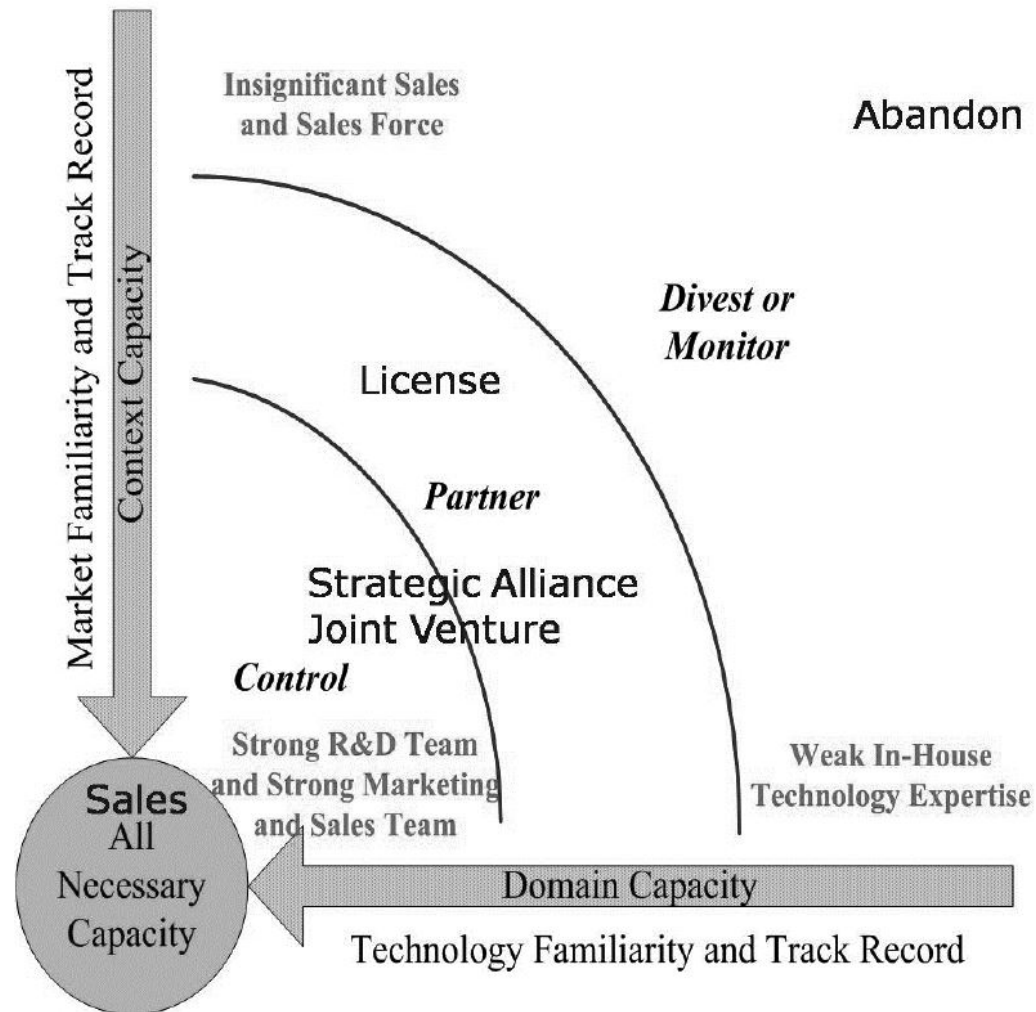 Market Familiarity and Track Record
Context Capacity
Insignificant Sales
and Sales Force
Abandon
Divest or
Monitor
License
Partner
Strategic Alliance
Joint Venture
Control
Strong R&D Team
and Strong Marketing
and Sales Team
Weak In-House
Technology Expertise
Sales
All
Necessary
Capacity
Domain Capacity
Technology Familiarity and Track Record